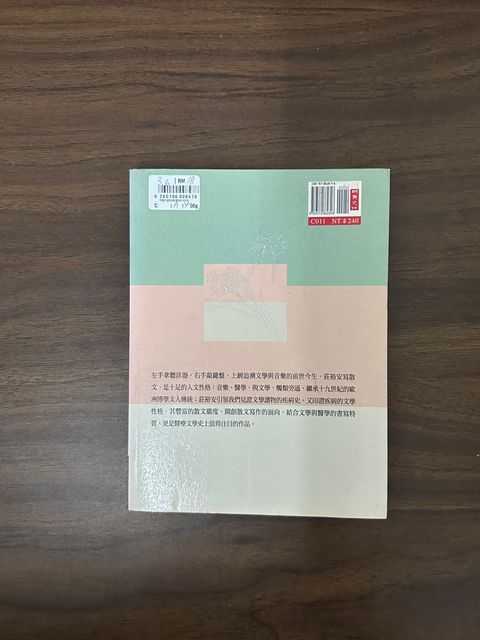 左手拿聽診器，右手敲鍵盤，上網追溯文學與音樂的前世今生，莊裕安寫散
文，是十足的人文性格；音樂、醫學，與文學，觸類旁通，繼承十九世紀的歐
洲博學文人傳統；莊裕安引領我們見證文學讀物的疾病史、又印證疾病的文學
性格，其豐富的散文廣度，開創散文寫作的面向，結合文學與醫學的書寫特
質，更是醫療文學史上值得注目的作品。
C011 NT $ 240